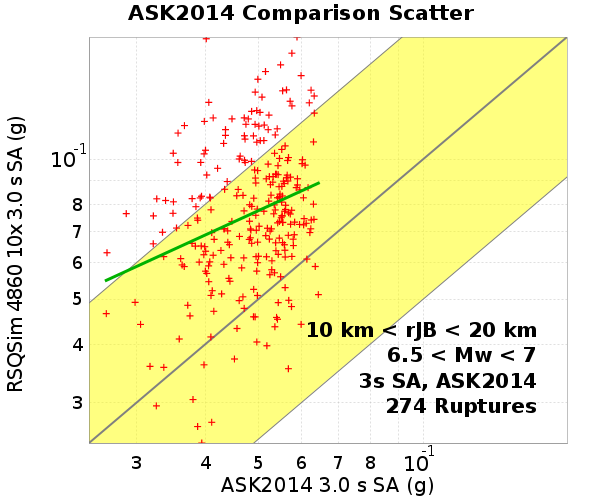 ASK2014 Comparison Scatter
RSQSim 4860 10x 3.0 s SA (g)
10-1
8
7
6
5
4
3
10 km < rJB < 20 km
6.5 < Mw < 7
3s SA, ASK2014
274 Ruptures
3 4 5 6 7 8 10-1
ASK2014 3.0 s SA (g)